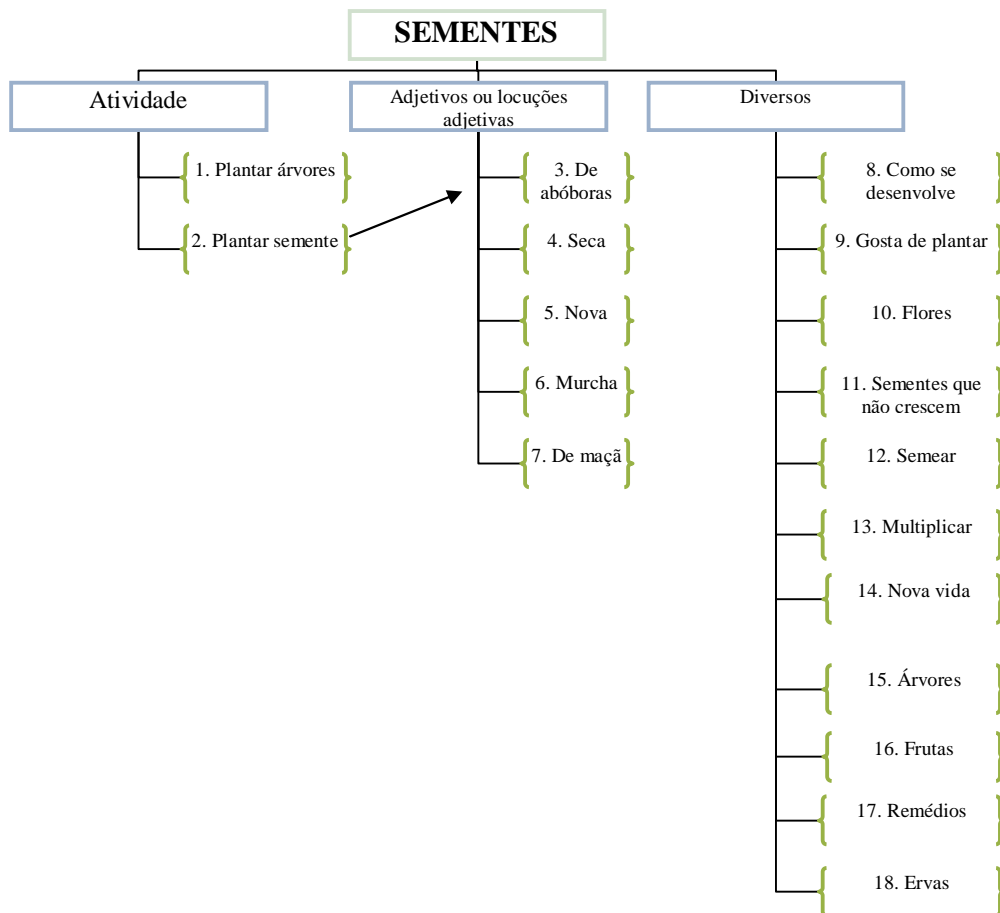 SEMENTES
Atividade
1. Plantar árvores
2. Plantar semente
Adjetivos ou locuções
adjetivas
3. De
abóboras
4. Seca
5. Nova
6. Murcha
7. De maçã
Diversos
8. Como se
desenvolve
9. Gosta de plantar
10. Flores
11. Sementes que
não crescem
12. Semear
13. Multiplicar
14. Nova vida
15. Árvores
16. Frutas
17. Remédios
18. Ervas